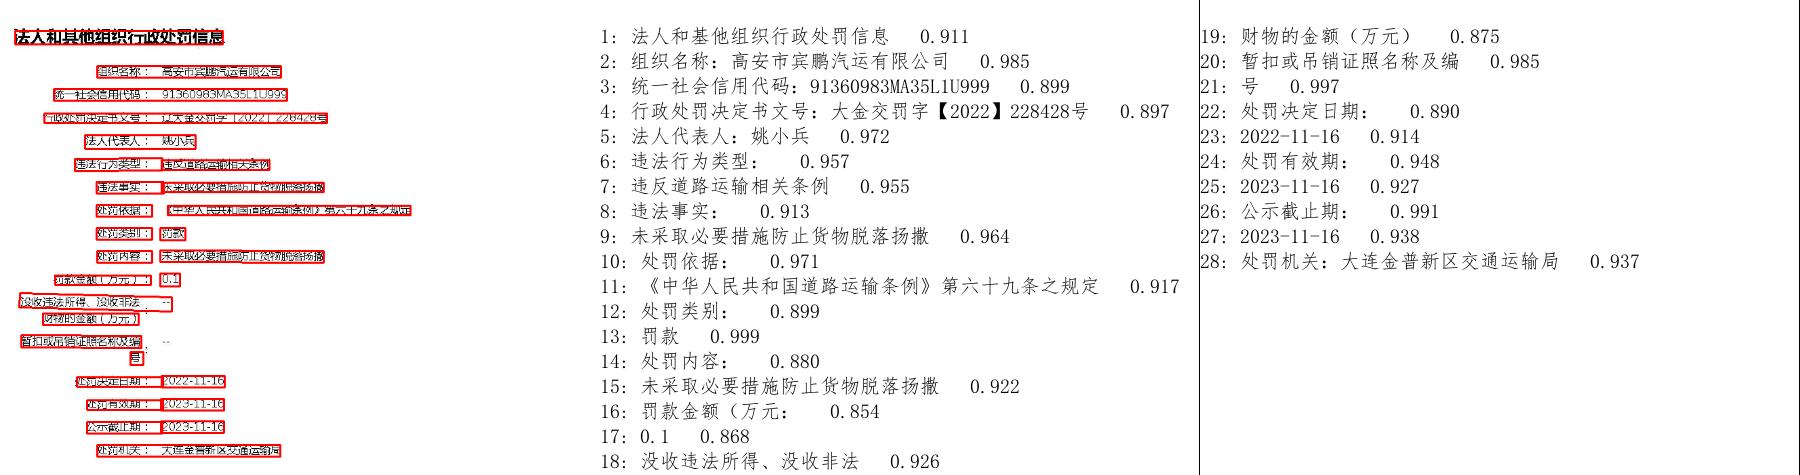 法人和其他组织行政处罚信息
组织名称： 高安市宾鹏汽运有限公司
统一社会信用代码： 91360983MA35L1U999
行政处罚决定书文号： 辽大金交罚字【2022】228428号
法人代表人： 姚小兵
违法行为类型： 违反道路运输相关条例
违法事实： 未采取必要措施防止货物脱落扬撒
处罚依据： 《中华人民共和国道路运输条例》第六十九条之规定
处罚类别： 罚款
处罚内容： 未采取必要措施防止货物脱落扬撒
罚款金额（万元）： 0.1
没收违法所得、没收非法 --
财物的金额（万元）：
暂扣或吊销证照名称及编 --
号：
处罚决定日期： 2022-11-16
处罚有效期： 2023-11-16
公示截止期： 2023-11-16
处罚机关： 大连金普新区交通运输局
1: 法人和基他组织行政处罚信息 0.911
2: 组织名称: 高安市宾鹏汽运有限公司 0.985
3: 统一社会信用代码: 91360983MA35L1U999 0.899
4: 行政处罚决定书文号: 大金交罚字【2022】228428号 0.897
5: 法人代表人: 姚小兵 0.972
6: 违法行为类型: 0.957
7: 违反道路运输相关条例 0.955
8: 违法事实: 0.913
9: 未采取必要措施防止货物脱落扬撒 0.964
10: 处罚依据: 0.971
11: 《中华人民共和国道路运输条例》第六十九条之规定 0.917
12: 处罚类别: 0.899
13: 罚款 0.999
14: 处罚内容: 0.880
15: 未采取必要措施防止货物脱落扬撒 0.922
16: 罚款金额（万元: 0.854
17: 0.1 0.868
18: 没收违法所得、没收非法 0.926
19: 财物的金额（万元） 0.875
20: 暂扣或吊销证照名称及编 0.985
21: 号 0.997
22: 处罚决定日期: 0.890
23: 2022-11-16 0.914
24: 处罚有效期: 0.948
25: 2023-11-16 0.927
26: 公示截止期: 0.991
27: 2023-11-16 0.938
28: 处罚机关: 大连金普新区交通运输局 0.937